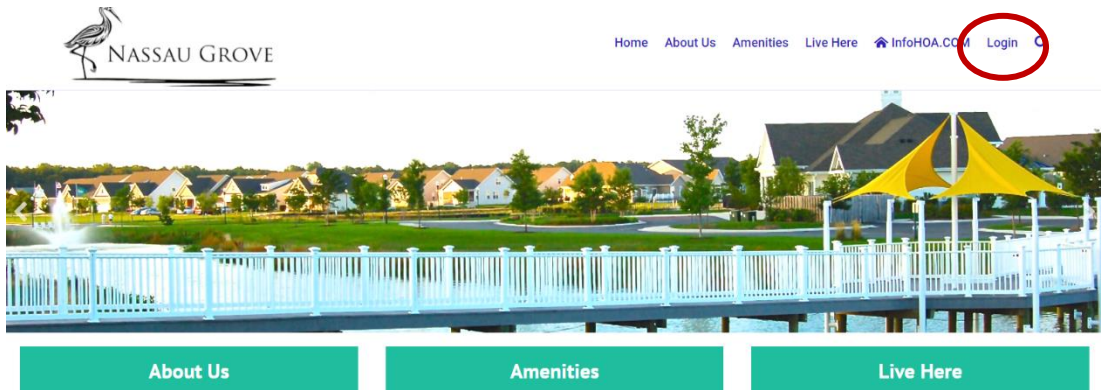 NASSAU GROVE
Home About Us Amenities Live Here InfoHOA.COM Login
About Us Amenities Live Here